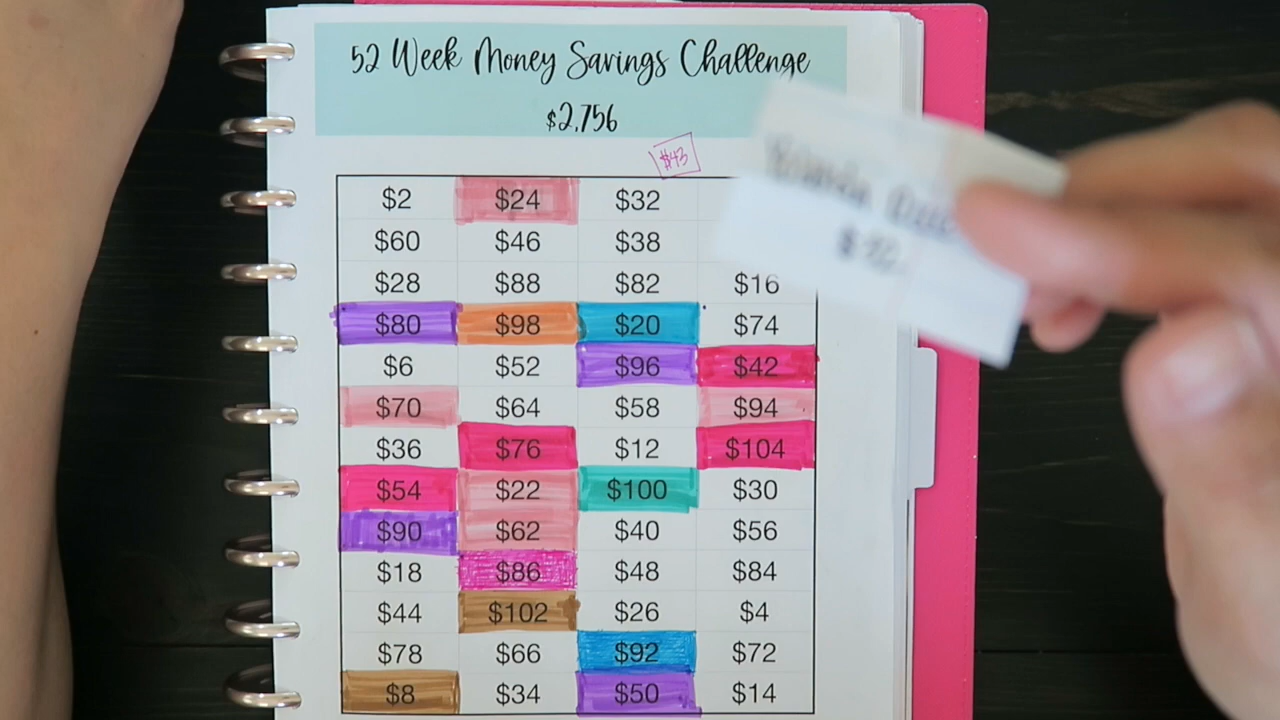 52 Week Money Savings Challenge
$2,756
$43
$2 $24 $32
$60 $46 $38
$28 $88 $82 $16
$80 $98 $20 $74
$6 $52 $96 $42
$70 $64 $58 $94
$36 $76 $12 $104
$54 $22 $100 $30
$90 $62 $40 $56
$18 $86 $48 $84
$44 $102 $26 $4
$78 $66 $92 $72
$8 $34 $50 $14